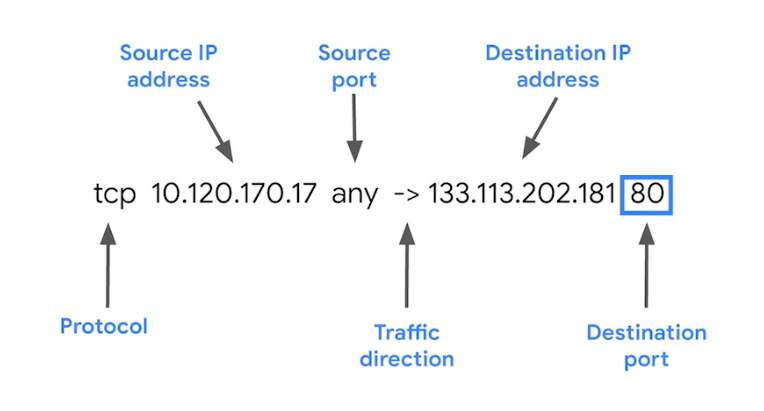 Source IP
address
Source
port
Destination IP
address
tcp 10.120.170.17 any -> 133.113.202.181 80
Protocol
Traffic
direction
Destination
port